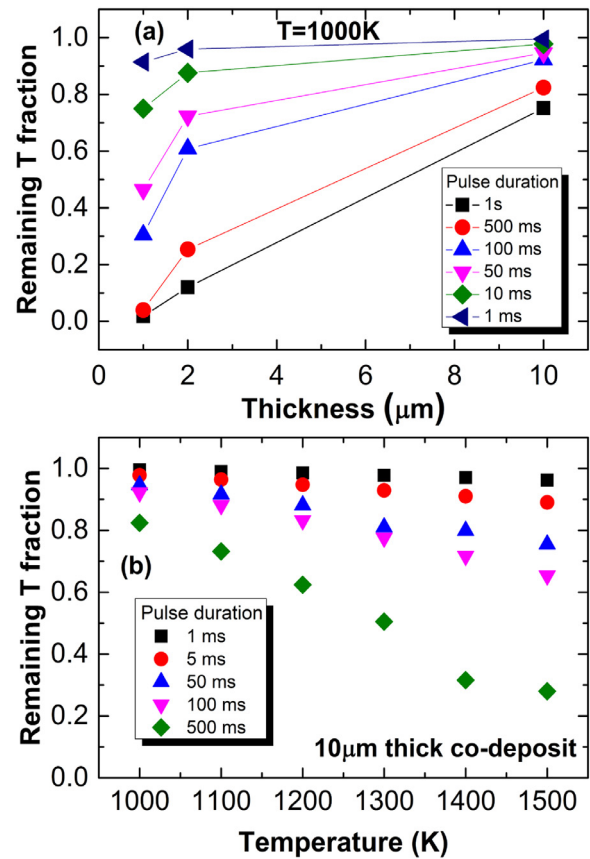 (a)
T=1000K
1.0
0.8
0.6
0.4
0.2
0.0
Remaining T fraction
Pulse duration
1s
500 ms
100 ms
50 ms
10 ms
1 ms
0 2 4 6 8 10
Thickness (μm)
1.0
0.8
0.6
0.4
0.2
0.0
Remaining T fraction
(b)
Pulse duration
1 ms
5 ms
50 ms
100 ms
500 ms
10μm thick co-deposit
1000 1100 1200 1300 1400 1500
Temperature (K)